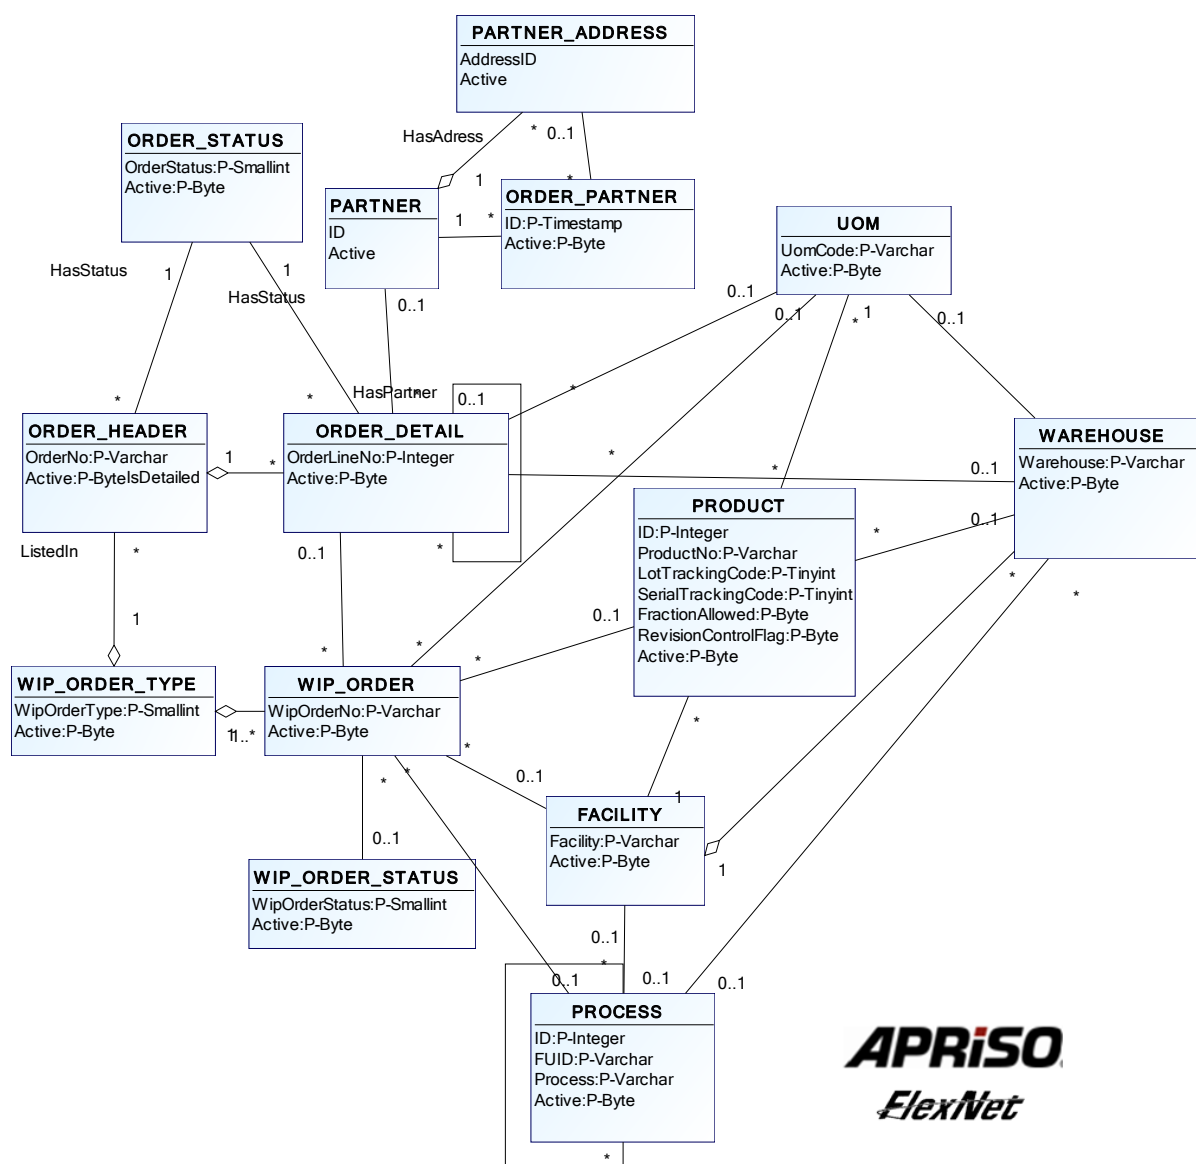 PARTNER_ADDRESS
AddressID
Active
HasAdress
*
0..1
1
*
ORDER_STATUS
OrderStatus:P-Smallint
Active:P-Byte
PARTNER
ID
Active
1
*
ORDER_PARTNER
ID:P-Timestamp
Active:P-Byte
UOM
UomCode:P-Varchar
Active:P-Byte
HasStatus
1
1
HasStatus
0..1
0..1
0..1
*
1
0..1
*
*
HasPartner
*
0..1
*
ORDER_HEADER
OrderNo:P-Varchar
Active:P-ByteIsDetailed
1
*
ORDER_DETAIL
OrderLineNo:P-Integer
Active:P-Byte
*
*
0..1
WAREHOUSE
Warehouse:P-Varchar
Active:P-Byte
ListedIn
*
0..1
*
PRODUCT
ID:P-Integer
ProductNo:P-Varchar
LotTrackingCode:P-Tinyint
SerialTrackingCode:P-Tinyint
FractionAllowed:P-Byte
RevisionControlFlag:P-Byte
Active:P-Byte
*
0..1
*
*
1
*
*
*
0..1
WIP_ORDER_TYPE
WipOrderType:P-Smallint
Active:P-Byte
1
1..*
WIP_ORDER
WipOrderNo:P-Varchar
Active:P-Byte
*
*
*
*
0..1
1
0..1
FACILITY
Facility:P-Varchar
Active:P-Byte
1
WIP_ORDER_STATUS
WipOrderStatus:P-Smallint
Active:P-Byte
0..1
*
0..1
0..1
0..1
PROCESS
ID:P-Integer
FUID:P-Varchar
Process:P-Varchar
Active:P-Byte
*
APRiSO
FlexNet